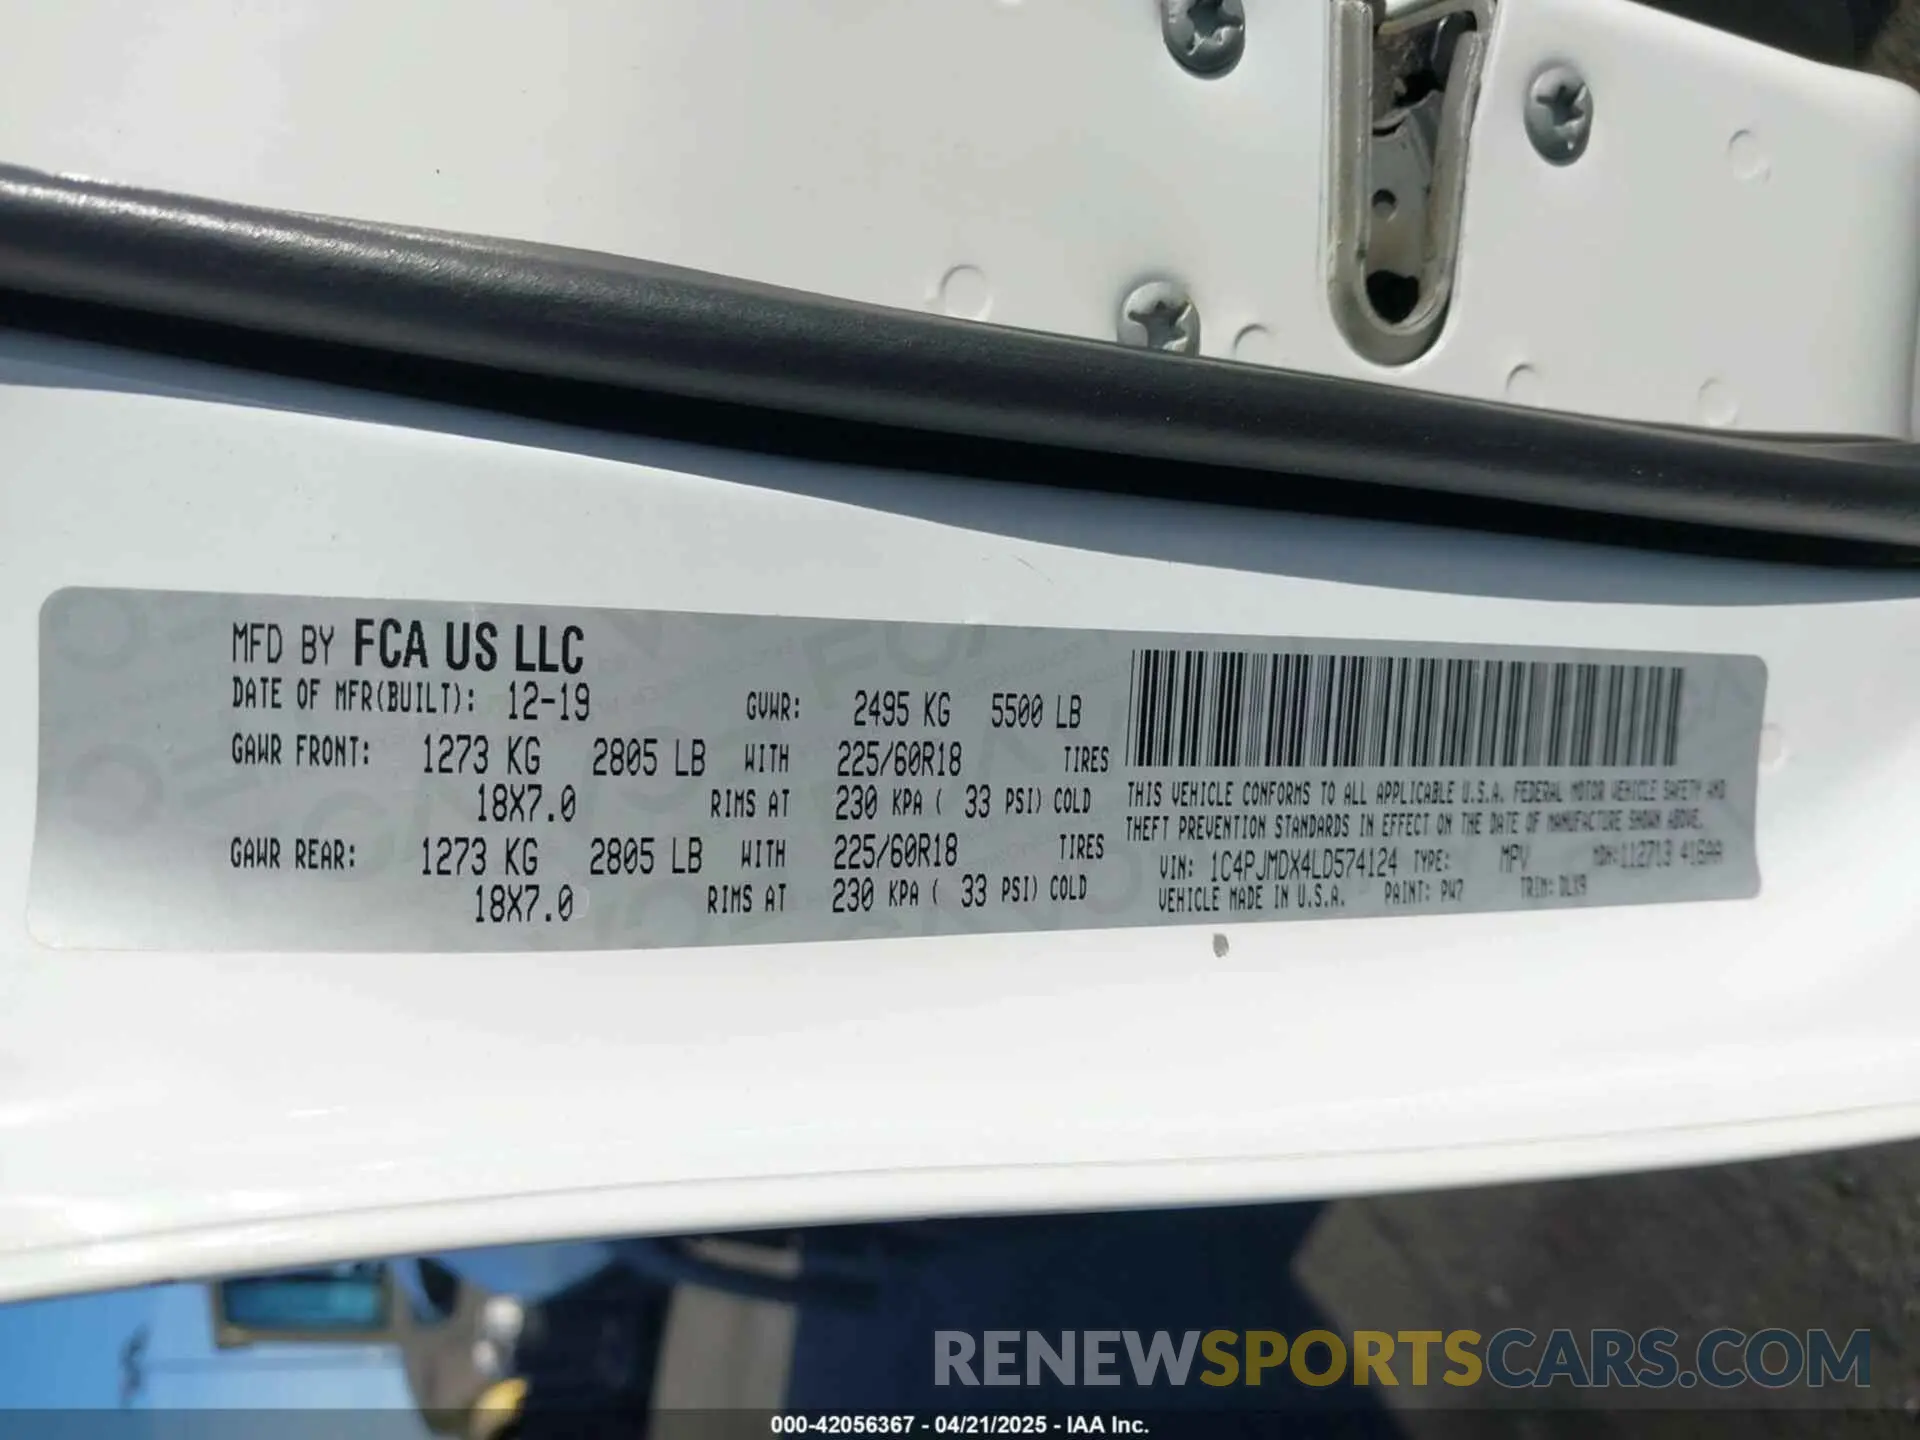 MFD BY FCA US LLC
DATE OF MFR(BUILT): 12-19 GVWR: 2495 KG 5500 LB
GAWR FRONT: 1273 KG 2805 LB WITH 225/60R18 TIRES
18X7.0 RIMS AT 230 KPA ( 33 PSI) COLD
GAWR REAR: 1273 KG 2805 LB WITH 225/60R18 TIRES
18X7.0 RIMS AT 230 KPA ( 33 PSI) COLD
THIS VEHICLE CONFORMS TO ALL APPLICABLE U.S.A. FEDERAL MOTOR VEHICLE SAFETY AND
THEFT PREVENTION STANDARDS IN EFFECT ON THE DATE OF MANUFACTURE SHOWN ABOVE.
VIN: 1C4PJMDX4LD574124 TYPE: MPV MDH:112713 416AA
VEHICLE MADE IN U.S.A. PAINT: PW7 TRIM: DLX9
RENEWSPORTSCARS.COM
000-42056367 - 04/21/2025 - IAA Inc.